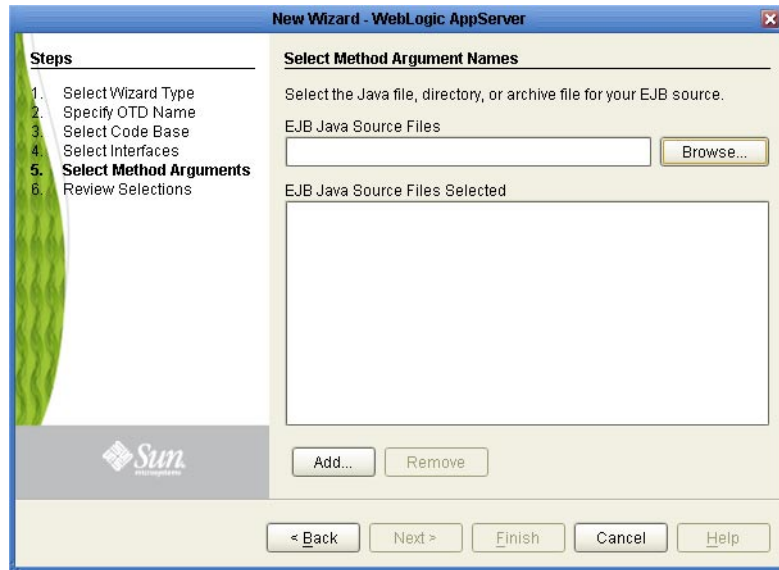 New Wizard - WebLogic AppServer
Steps
1. Select Wizard Type
2. Specify OTD Name
3. Select Code Base
4. Select Interfaces
5. Select Method Arguments
6. Review Selections
Select Method Argument Names
Select the Java file, directory, or archive file for your EJB source.
EJB Java Source Files
Browse...
EJB Java Source Files Selected
Sun
microsystems
Add...
Remove
< Back
Next >
Finish
Cancel
Help